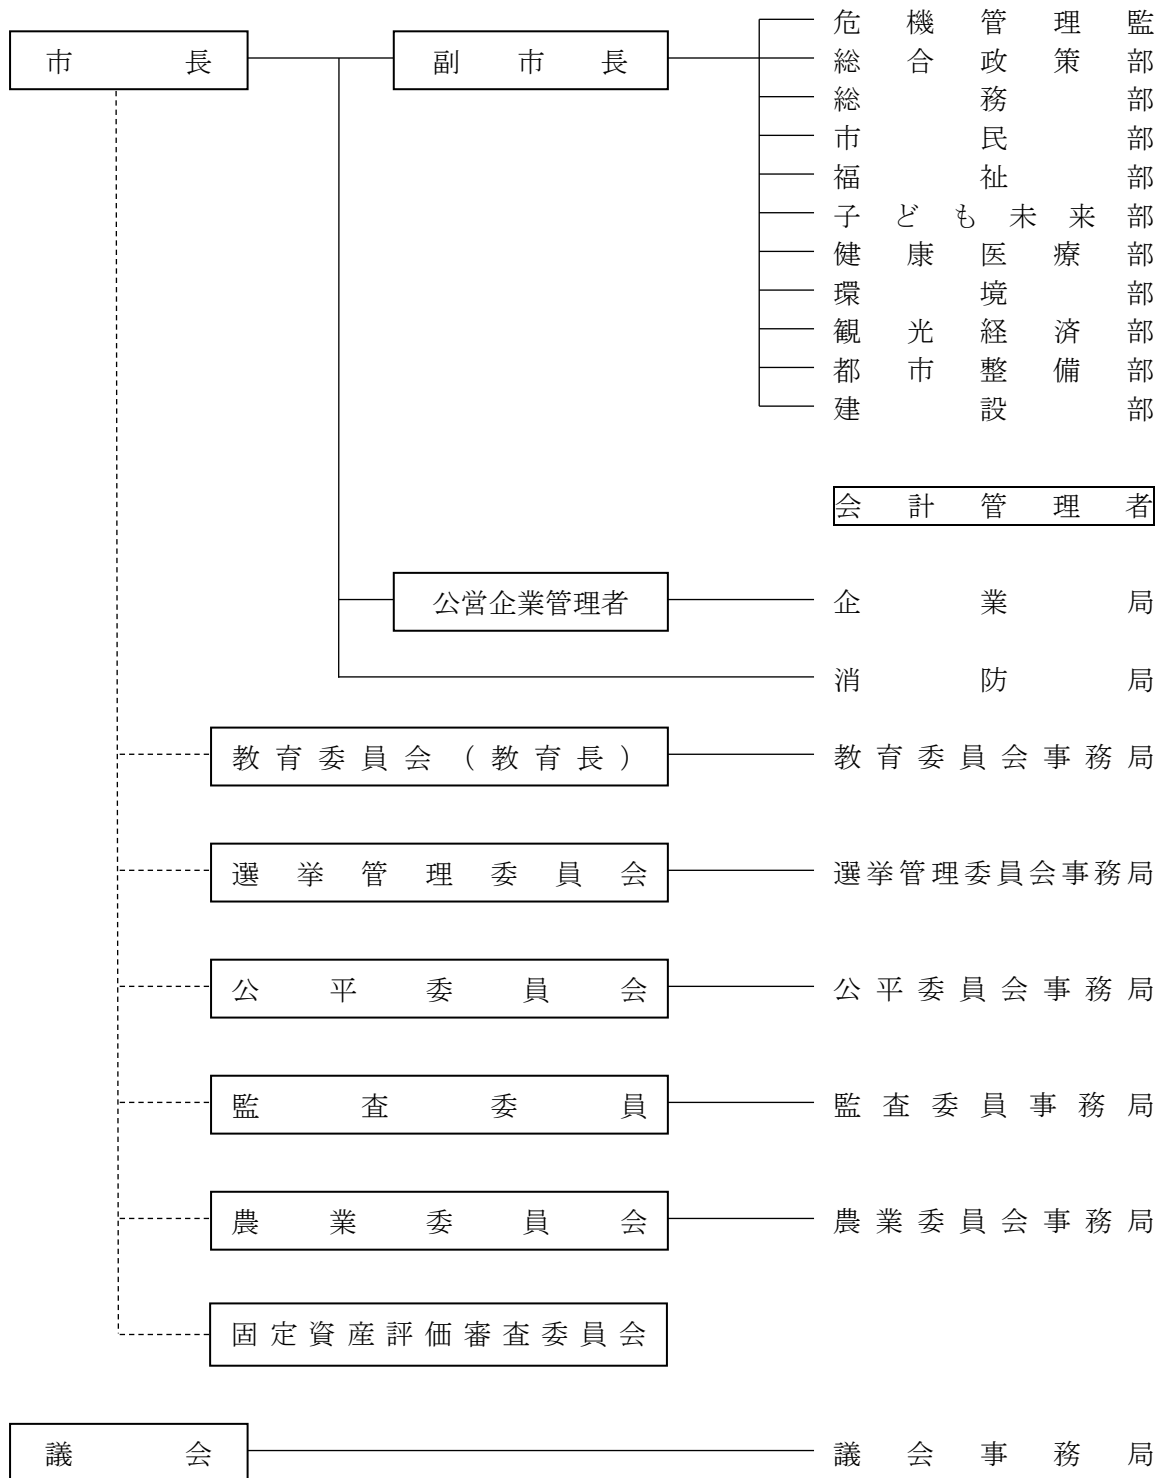 危機管理監
市長 副市長 総合政策部
総務部
市民部
福祉部
子ども未来部
健康医療部
環境部
観光経済部
都市整備部
建設部
会計管理者
公営企業管理者 企業局
消防局
教育委員会(教育長) 教育委員会事務局
選挙管理委員会 選挙管理委員会事務局
公平委員会 公平委員会事務局
監査委員 監査委員事務局
農業委員会 農業委員会事務局
固定資産評価審査委員会
議会 議会事務局